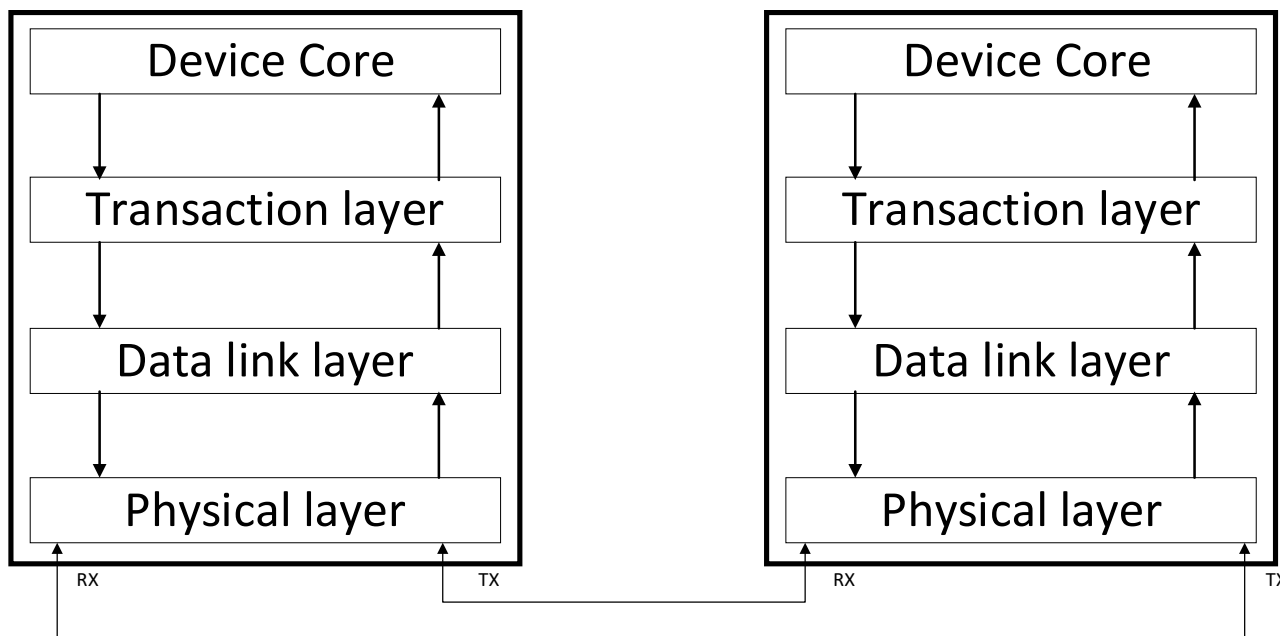 Device Core
Transaction layer
Data link layer
Physical layer
RX
TX
Device Core
Transaction layer
Data link layer
Physical layer
RX
TX